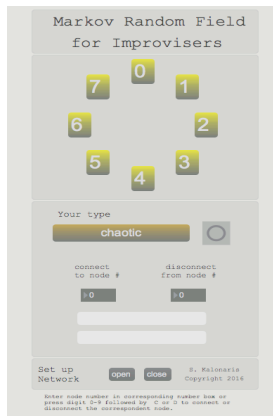 Markov Random Field
for Improvisers
0
7
1
6
2
5
3
4
Your type
chaotic
connect
to node #
disconnect
from node #
0
0
Set up
Network
open
close
S. Kalonaris
Copyright 2016
Enter node number in corresponding number box or
press digit 0-9 followed by C or D to connect or
disconnect the correspondent node.